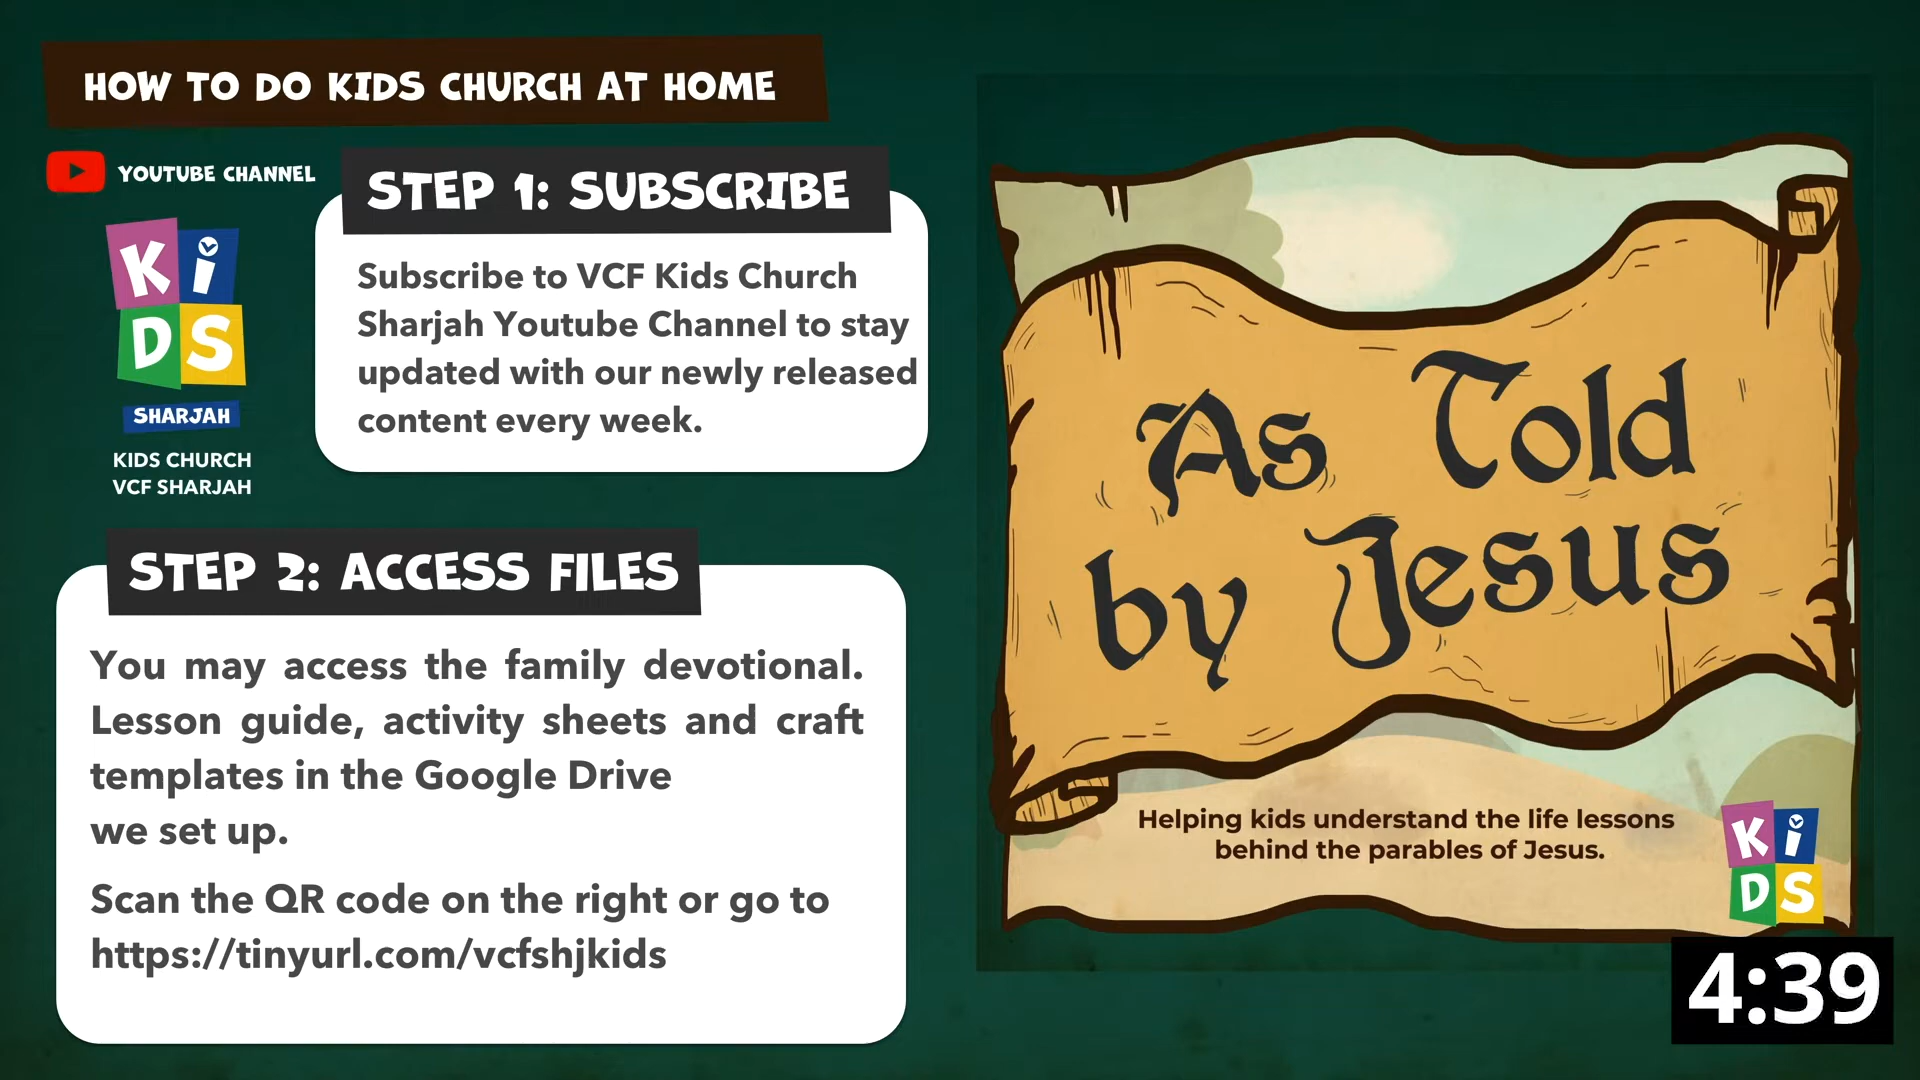 HOW TO DO KIDS CHURCH AT HOME
YOUTUBE CHANNEL
KiDS
SHARJAH
KIDS CHURCH
VCF SHARJAH
STEP 1: SUBSCRIBE
Subscribe to VCF Kids Church
Sharjah Youtube Channel to stay
updated with our newly released
content every week.
STEP 2: ACCESS FILES
You may access the family devotional.
Lesson guide, activity sheets and craft
templates in the Google Drive
we set up.
Scan the QR code on the right or go to
https://tinyurl.com/vcfshjkids
As Told
by Jesus
Helping kids understand the life lessons
behind the parables of Jesus.
KiDS
4:39